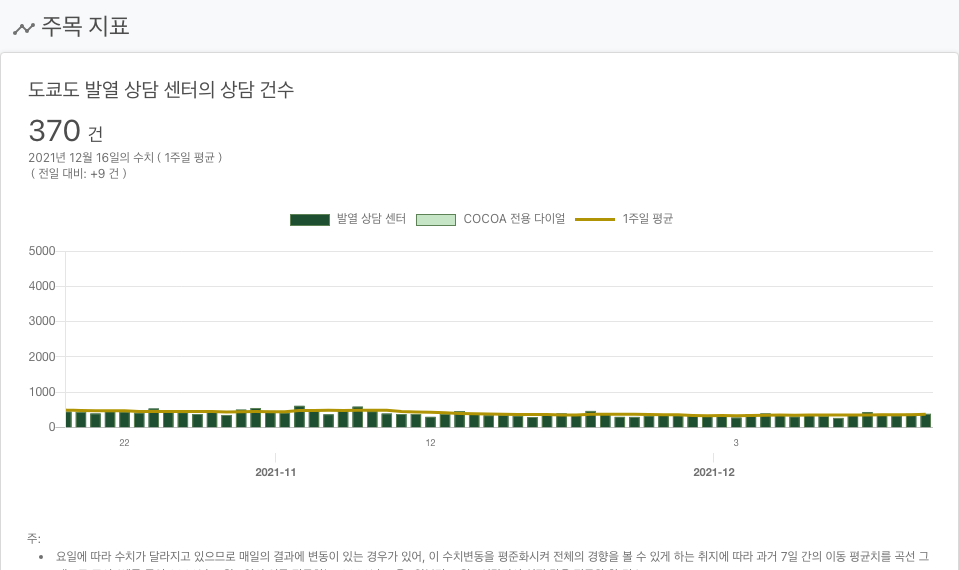 주목 지표
도쿄도 발열 상담 센터의 상담 건수
370 건
2021년 12월 16일의 수치 ( 1주일 평균 )
( 전일 대비: +9 건 )
발열 상담 센터 COCOA 전용 다이얼 1주일 평균
5000
4000
3000
2000
1000
0
22 12 3
2021-11 2021-12
주:
• 요일에 따라 수치가 달라지고 있으므로 매일의 결과에 변동이 있는 경우가 있어, 이 수치변동을 평준화시켜 전체의 경향을 볼 수 있게 하는 취지에 따라 과거 7일 간의 이동 평균치를 곡선 그